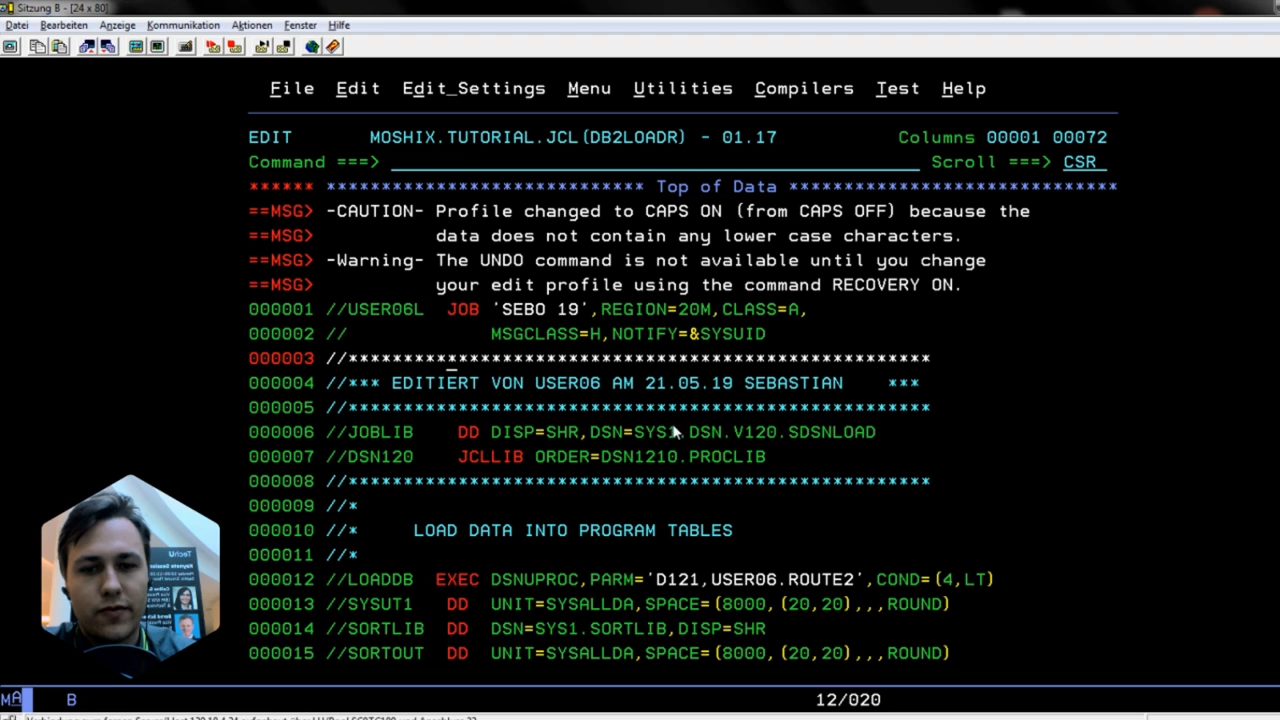 Sitzung B - [24 x 80]
Datei Bearbeiten Anzeige Kommunikation Aktionen Fenster Hilfe
File Edit Edit_Settings Menu Utilities Compilers Test Help
EDIT MOSHIX.TUTORIAL.JCL(DB2LOADR) - 01.17 Columns 00001 00072
Command ===> Scroll ===> CSR
****** ***************************** Top of Data ******************************
==MSG> -CAUTION- Profile changed to CAPS ON (from CAPS OFF) because the
==MSG> data does not contain any lower case characters.
==MSG> -Warning- The UNDO command is not available until you change
==MSG> your edit profile using the command RECOVERY ON.
000001 //USER06L JOB 'SEBO 19',REGION=20M,CLASS=A,
000002 // MSGCLASS=H,NOTIFY=&SYSUID
000003 //*****************************************************
000004 //*** EDITIERT VON USER06 AM 21.05.19 SEBASTIAN ***
000005 //*****************************************************
000006 //JOBLIB DD DISP=SHR,DSN=SYS1.DSN.V120.SDSNLOAD
000007 //DSN120 JCLLIB ORDER=DSN1210.PROCLIB
000008 //*****************************************************
000009 //*
000010 //* LOAD DATA INTO PROGRAM TABLES
000011 //*
000012 //LOADDB EXEC DSNUPROC,PARM='D121,USER06.ROUTE2',COND=(4,LT)
000013 //SYSUT1 DD UNIT=SYSALLDA,SPACE=(8000,(20,20),,,ROUND)
000014 //SORTLIB DD DSN=SYS1.SORTLIB,DISP=SHR
000015 //SORTOUT DD UNIT=SYSALLDA,SPACE=(8000,(20,20),,,ROUND)
TechU
Keynote Session
MA B 12/020